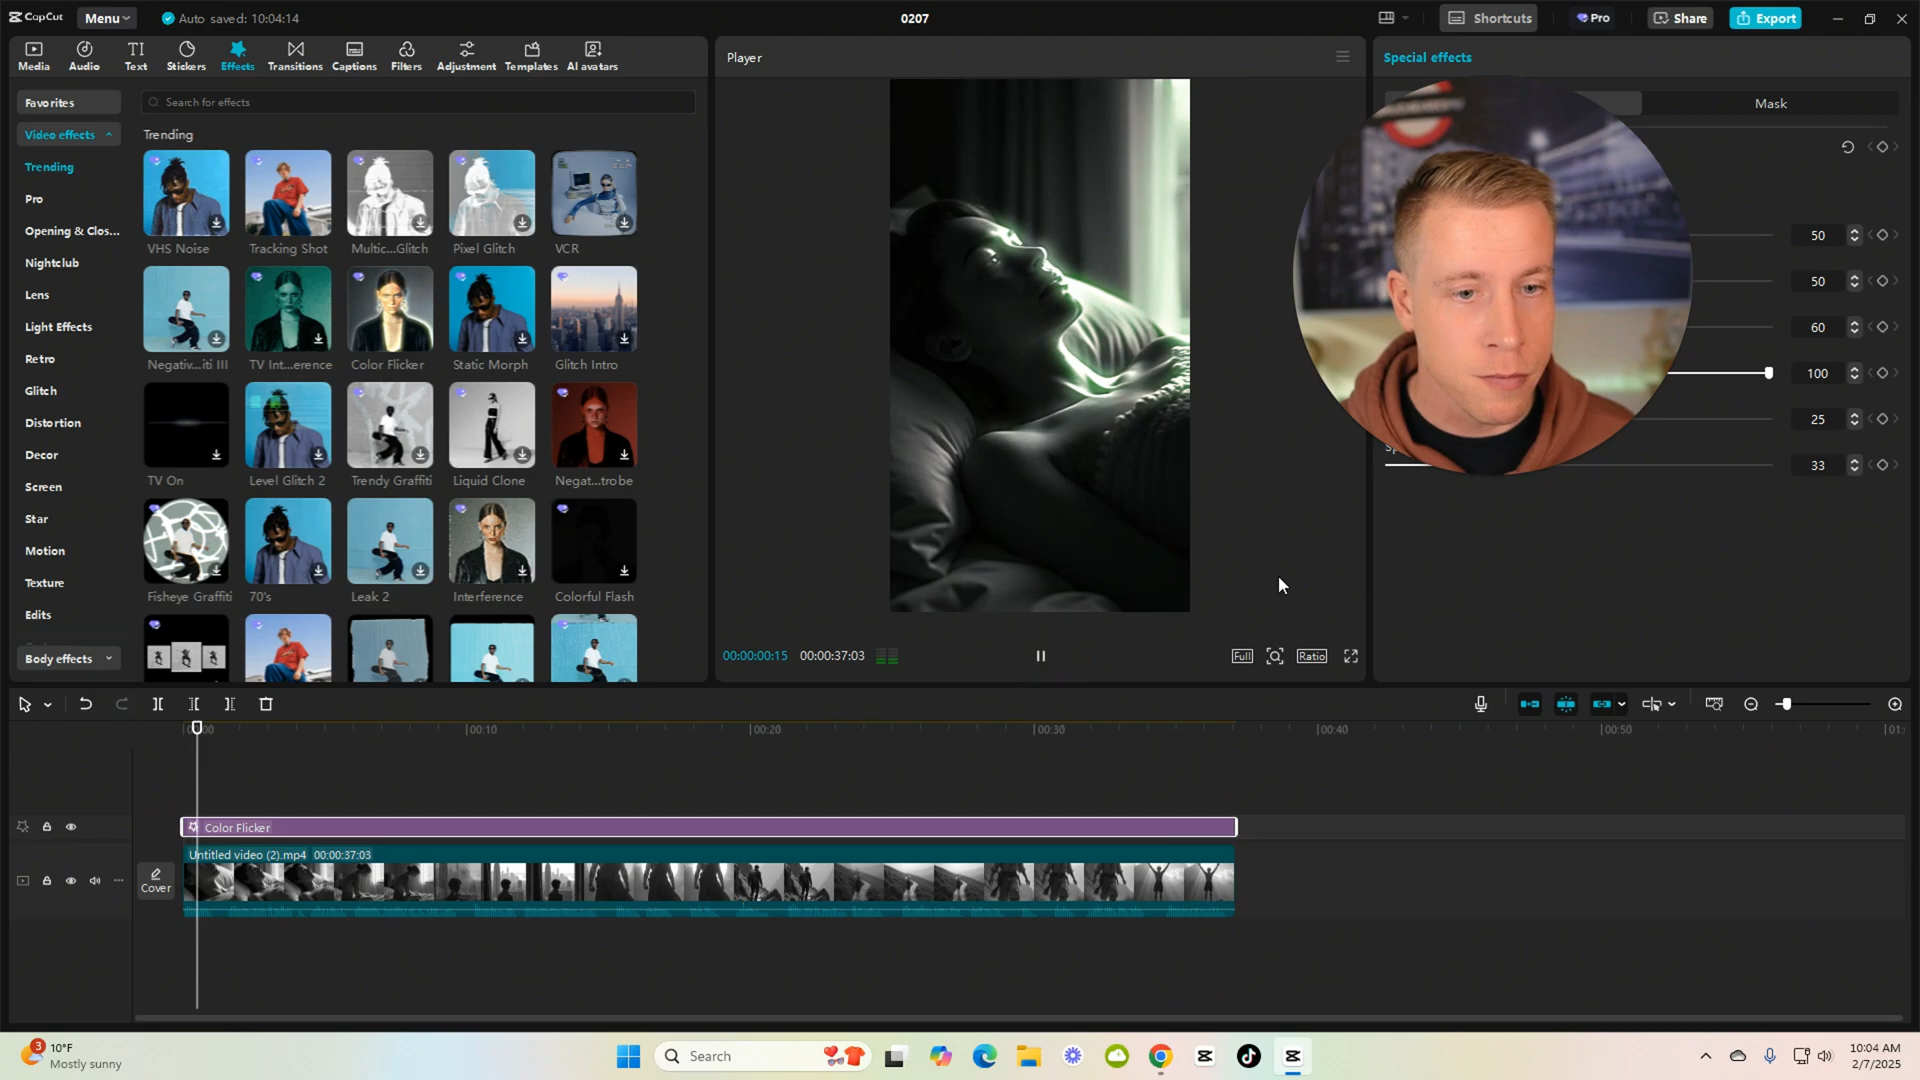 CapCut
Menu
Auto saved: 10:04:14
0207
Shortcuts
Pro
Share
Export
Media
Audio
Text
Stickers
Effects
Transitions
Captions
Filters
Adjustment
Templates
AI avatars
Player
Special effects
Mask
Favorites
Search for effects
Video effects
Trending
Trending
Pro
Opening & Clos...
Nightclub
Lens
Light Effects
Retro
Glitch
Distortion
Decor
Screen
Star
Motion
Texture
Edits
Body effects
VHS Noise
Tracking Shot
Multic...Glitch
Pixel Glitch
VCR
Negativ...iti III
TV Int...erence
Color Flicker
Static Morph
Glitch Intro
TV On
Level Glitch 2
Trendy Graffiti
Liquid Clone
Negat...trobe
Fisheye Graffiti
70's
Leak 2
Interference
Colorful Flash
50
50
60
100
25
33
00:00:00:15
00:00:37:03
Full
Ratio
00:00
00:10
00:20
00:30
00:40
00:50
Color Flicker
Untitled video (2).mp4
00:00:37:03
Cover
3
10°F
Mostly sunny
Search
10:04 AM
2/7/2025